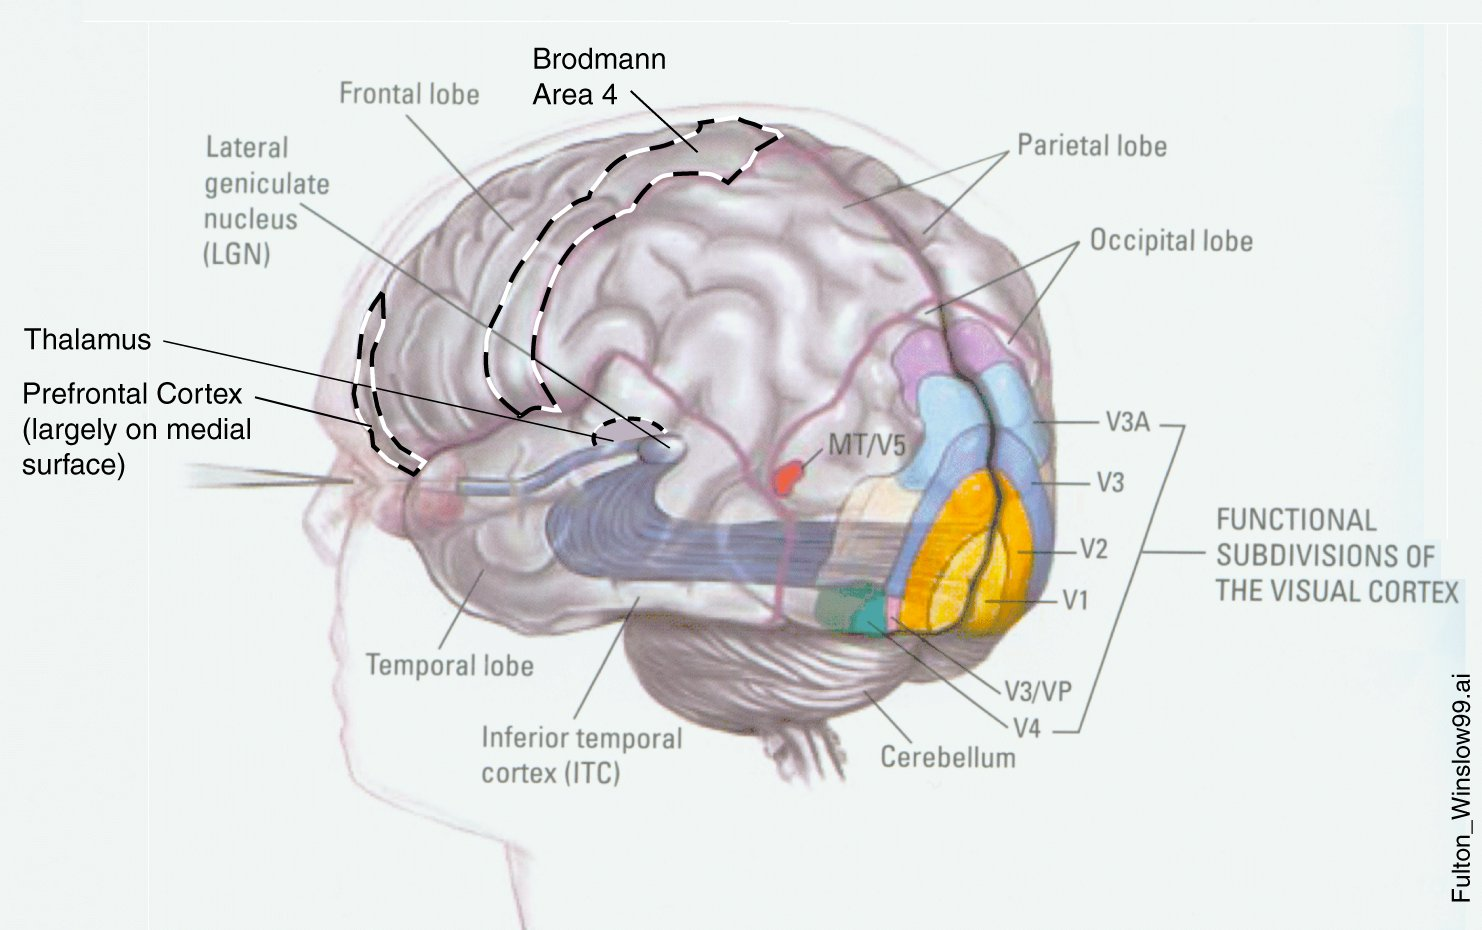 Brodmann
Area 4
Frontal lobe
Lateral
geniculate
nucleus
(LGN)
Parietal lobe
Occipital lobe
Thalamus
Prefrontal Cortex
(largely on medial
surface)
MT/V5
V3A
V3
V2
V1
FUNCTIONAL
SUBDIVISIONS OF
THE VISUAL CORTEX
Temporal lobe
V3/VP
V4
Inferior temporal
cortex (ITC)
Cerebellum
Fulton_Winslow99.ai